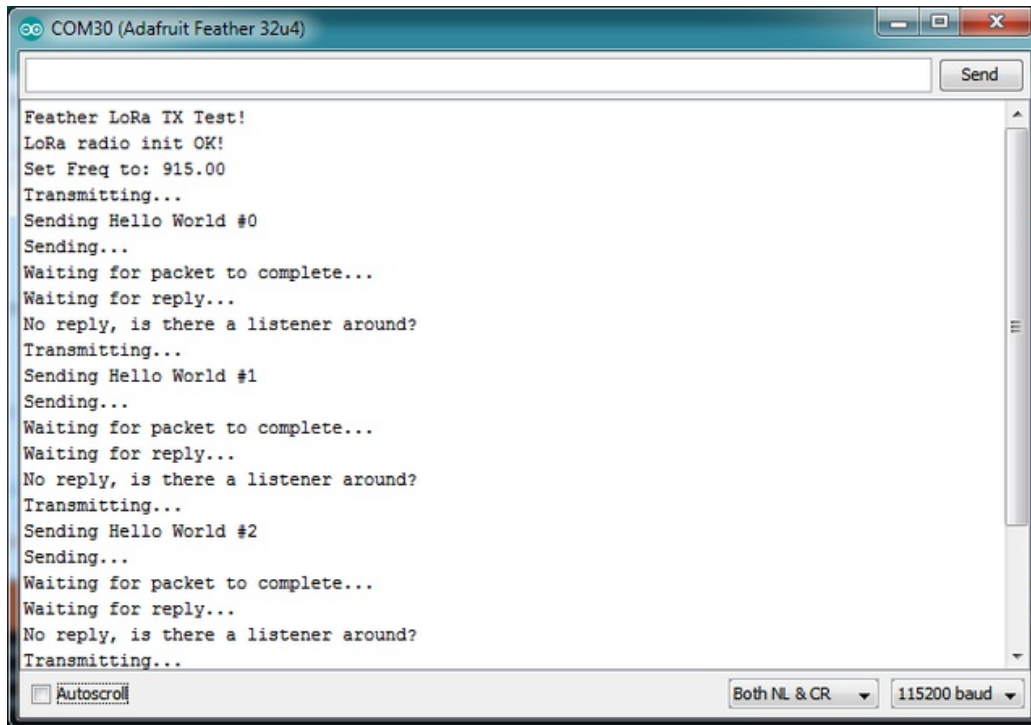 COM30 (Adafruit Feather 32u4)
Send
Feather LoRa TX Test!
LoRa radio init OK!
Set Freq to: 915.00
Transmitting...
Sending Hello World #0
Sending...
Waiting for packet to complete...
Waiting for reply...
No reply, is there a listener around?
Transmitting...
Sending Hello World #1
Sending...
Waiting for packet to complete...
Waiting for reply...
No reply, is there a listener around?
Transmitting...
Sending Hello World #2
Sending...
Waiting for packet to complete...
Waiting for reply...
No reply, is there a listener around?
Transmitting...
Autoscroll Both NL & CR 115200 baud